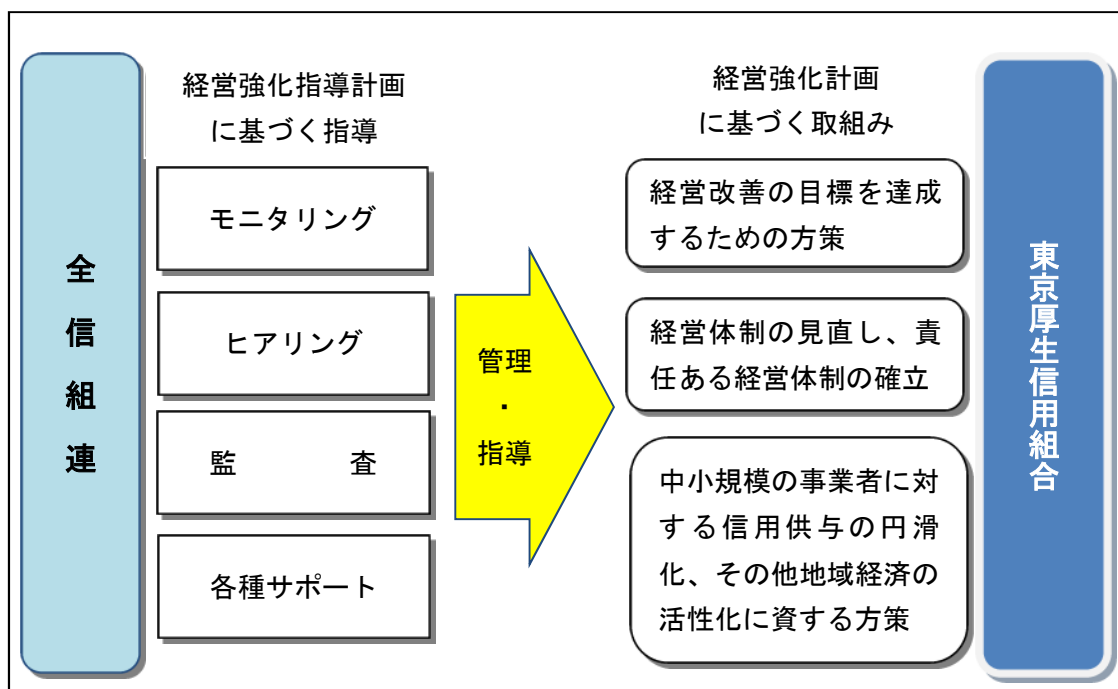 全信組連
経営強化指導計画
に基づく指導
モニタリング
ヒアリング
監　　　査
各種サポート
管理
・
指導
経営強化計画
に基づく取組み
経営改善の目標を達成
するための方策
経営体制の見直し、責
任ある経営体制の確立
中小規模の事業者に対
する信用供与の円滑
化、その他地域経済の
活性化に資する方策
東京厚生信用組合